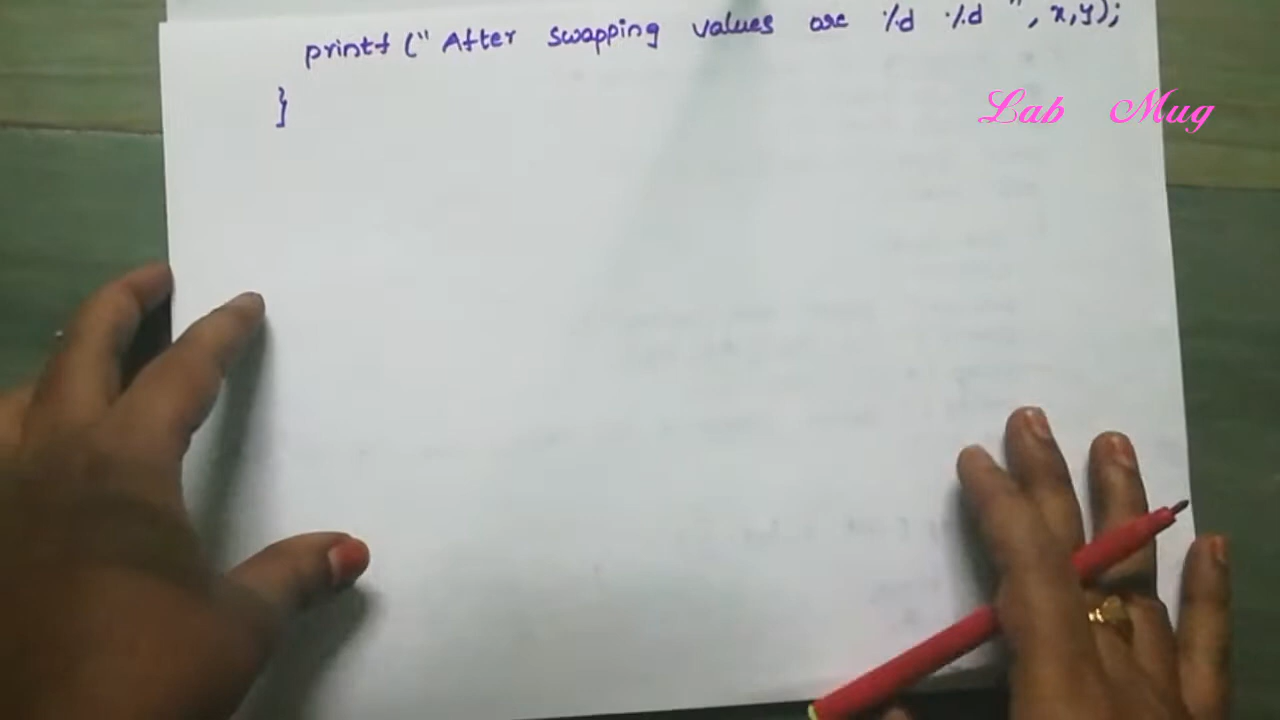 printf (" After swapping values are %d %d ", x,y);
}
Lab Mug